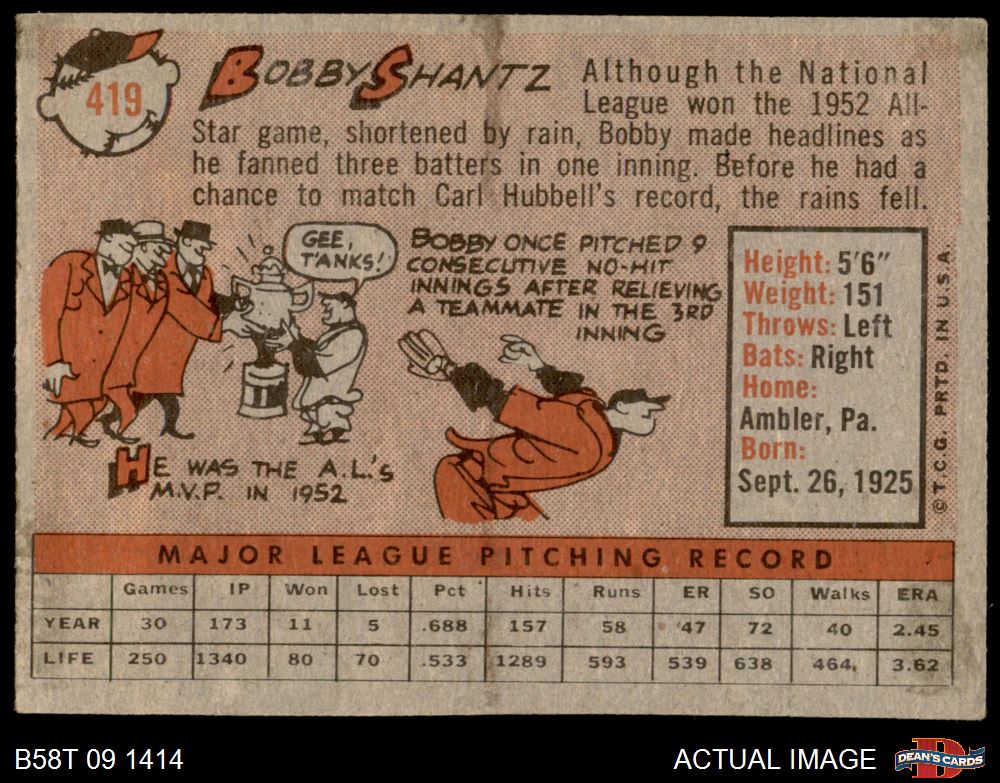 419
BOBBY SHANTZ
Although the National
League won the 1952 All-
Star game, shortened by rain, Bobby made headlines as
he fanned three batters in one inning. Before he had a
chance to match Carl Hubbell's record, the rains fell.
GEE,
T'ANKS!
HE WAS THE A.L.'s
M.V.P. IN 1952
BOBBY ONCE PITCHED 9
CONSECUTIVE NO-HIT
INNINGS AFTER RELIEVING
A TEAMMATE IN THE 3RD
INNING
Height: 5'6"
Weight: 151
Throws: Left
Bats: Right
Home:
Ambler, Pa.
Born:
Sept. 26, 1925
© T.C.G. PRTD. IN U.S.A.
MAJOR LEAGUE PITCHING RECORD
Games IP Won Lost Pct Hits Runs ER SO Walks ERA
YEAR 30 173 11 5 .688 157 58 47 72 40 2.45
LIFE 250 1340 80 70 .533 1289 593 539 638 464 3.62
B58T 09 1414
ACTUAL IMAGE
D
DEAN'S CARDS